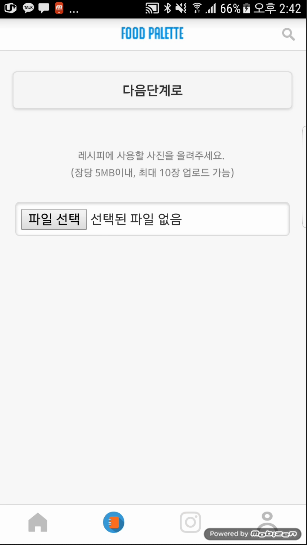 66% 오후 2:42
FOOD PALETTE
다음단계로
레시피에 사용할 사진을 올려주세요.
(장당 5MB이내, 최대 10장 업로드 가능)
파일 선택 선택된 파일 없음
Powered by mobizen